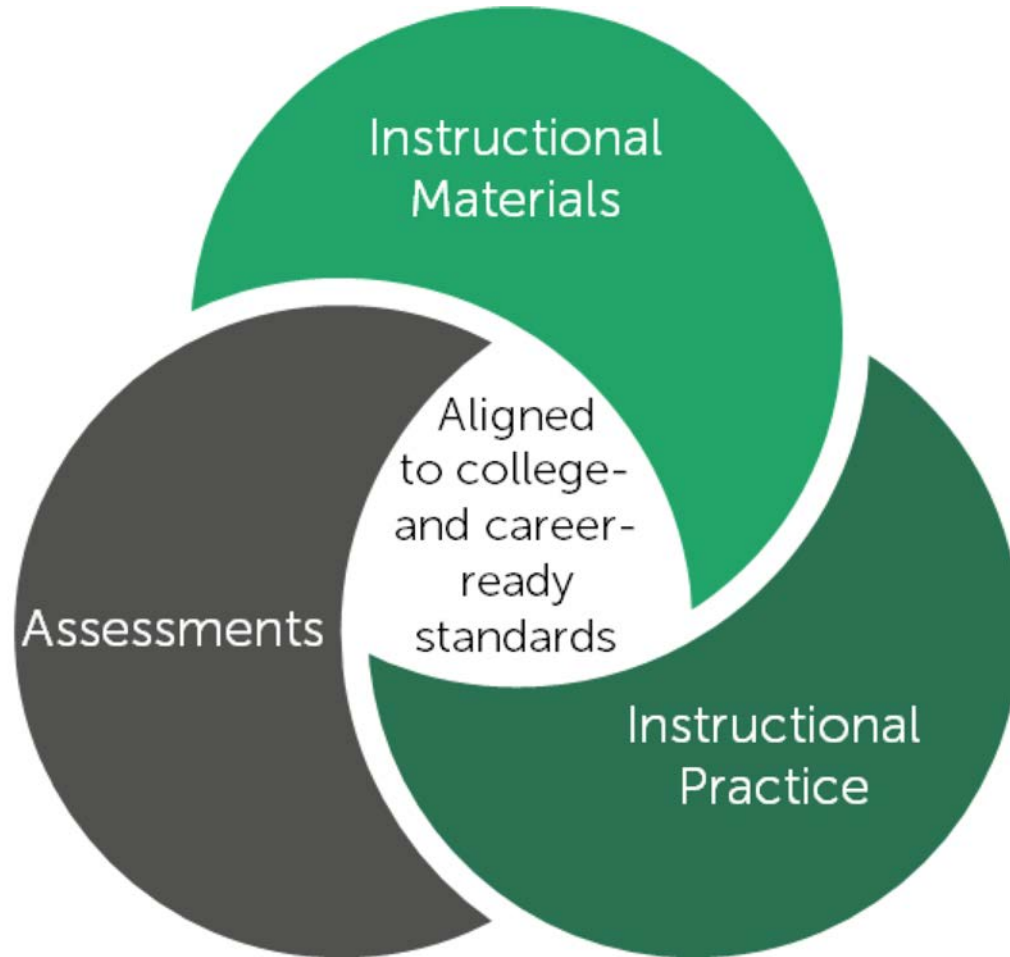 Instructional
Materials
Aligned
to college-
and career-
ready
standards
Assessments
Instructional
Practice